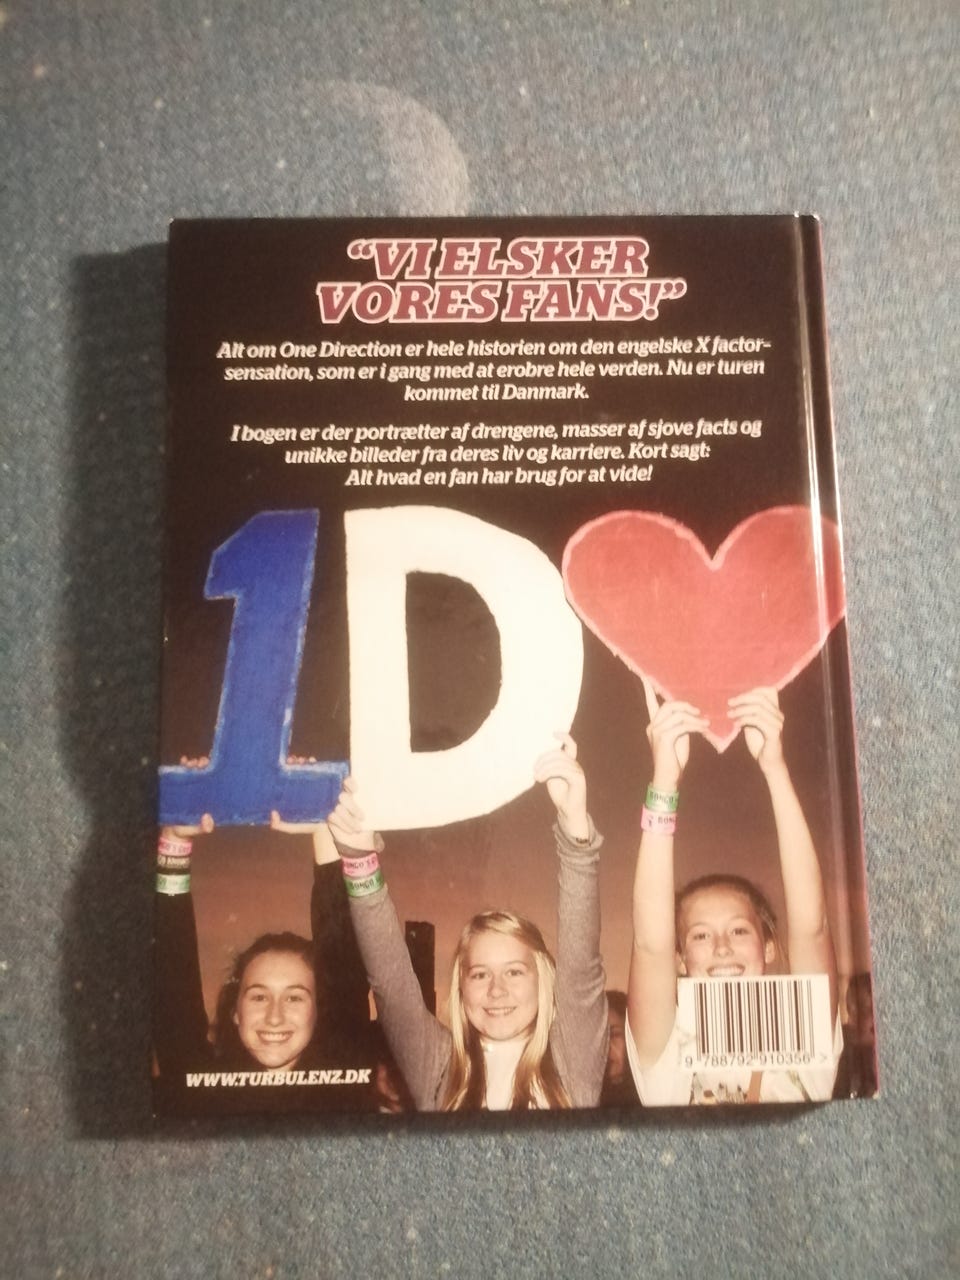 “VI ELSKER
VORES FANS!”
Alt om One Direction er hele historien om den engelske X factor-
sensation, som er i gang med at erobre hele verden. Nu er turen
kommet til Danmark.
I bogen er der portrætter af drengene, masser af sjove facts og
unikke billeder fra deres liv og karriere. Kort sagt:
Alt hvad en fan har brug for at vide!
1D
WWW.TURBULENZ.DK
9 788792 910356 >